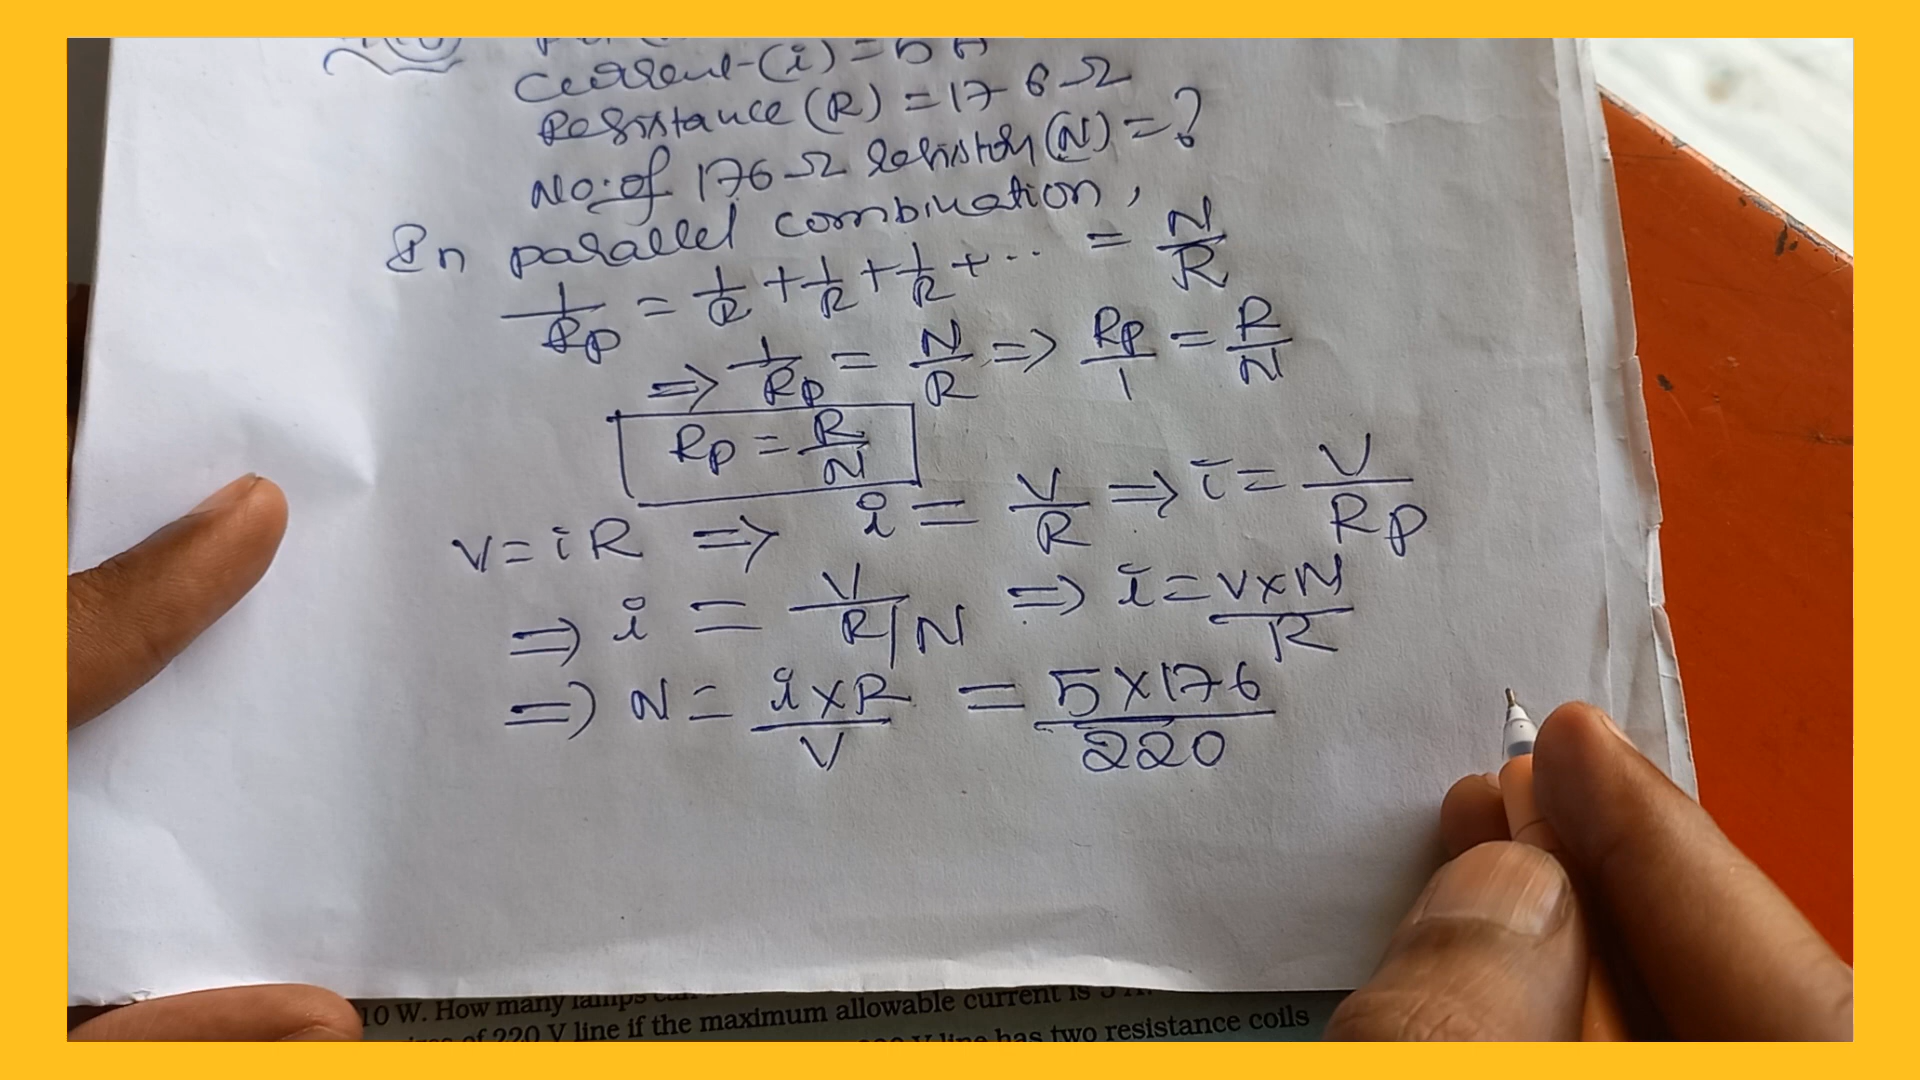 Current-(i) = 5A
Resistance (R) = 176 Ω
No. of 176 Ω resistors (N) = ?
In parallel combination,
1/Rp = 1/R + 1/R + 1/R + ... = N/R
⇒ 1/Rp = N/R ⇒ Rp/1 = R/N
Rp = R/N
V = iR ⇒ i = V/R ⇒ i = V/Rp
⇒ i = V/R/N ⇒ i = V×N/R
⇒ N = i×R/V = 5×176/220
10 W. How many lamps
of 220 V line if the maximum allowable current is 5 A.
V line has two resistance coils